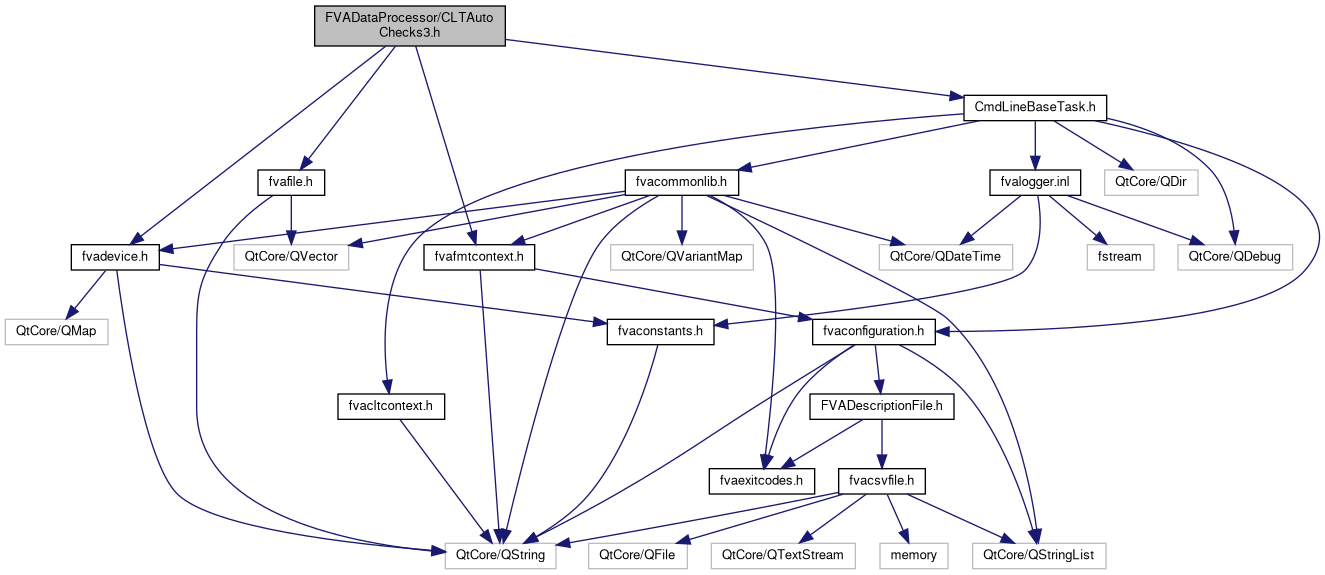 FVADataProcessor/CLTAuto
Checks3.h
CmdLineBaseTask.h
fvafile.h
fvacommonlib.h
fvalogger.inl
QtCore/QDir
fvadevice.h
QtCore/QVector
fvafmtcontext.h
QtCore/QVariantMap
QtCore/QDateTime
fstream
QtCore/QDebug
QtCore/QMap
fvaconstants.h
fvaconfiguration.h
fvacltcontext.h
FVADescriptionFile.h
fvaexitcodes.h
fvacsvfile.h
QtCore/QString
QtCore/QFile
QtCore/QTextStream
memory
QtCore/QStringList